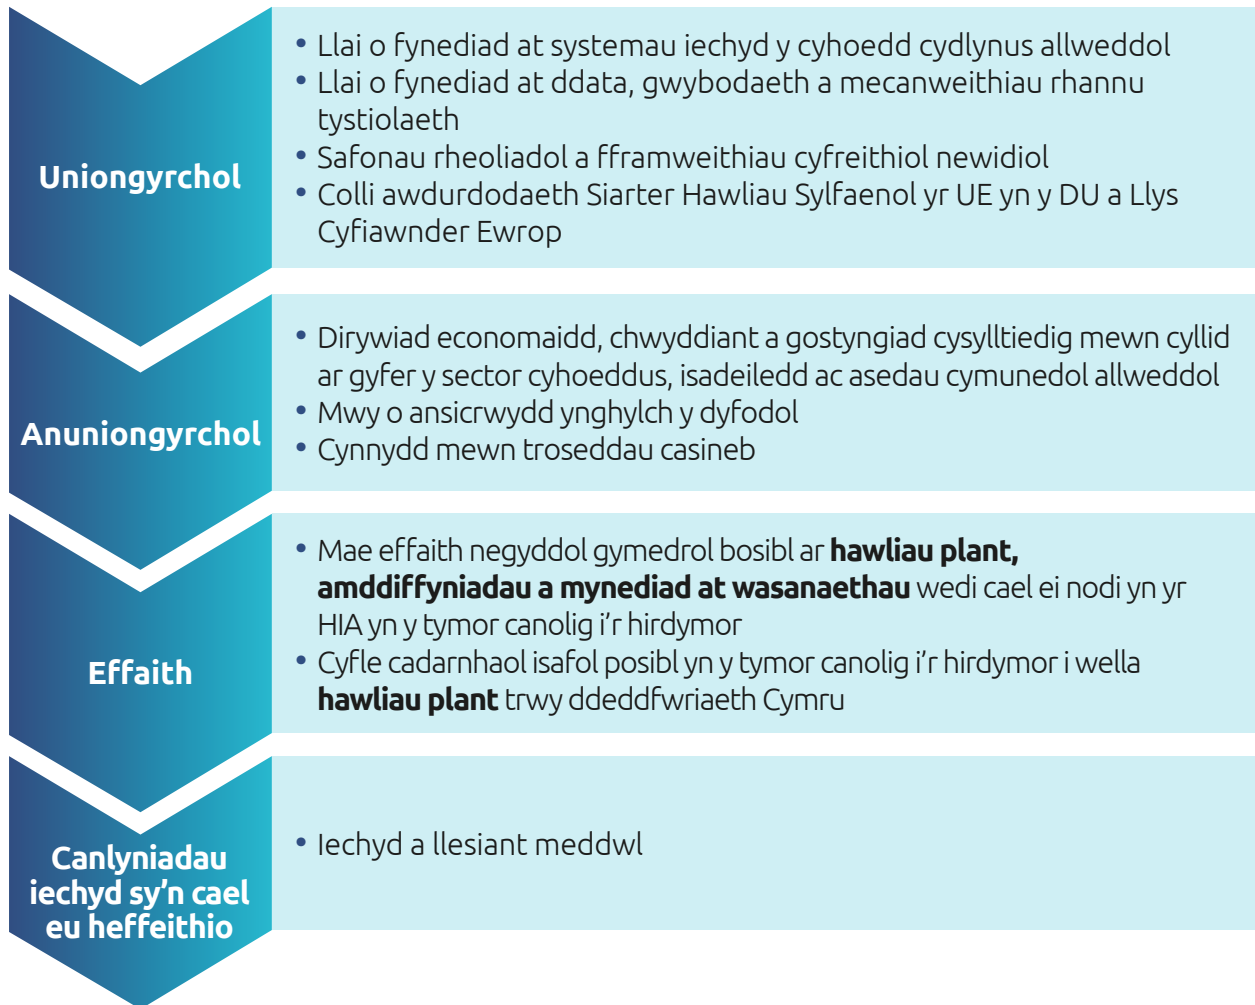 Uniongyrchol
• Llai o fynediad at systemau iechyd y cyhoedd cydlynus allweddol
• Llai o fynediad at ddata, gwybodaeth a mecanweithiau rhannu
tystiolaeth
• Safonau rheoliadol a fframweithiau cyfreithiol newidiol
• Colli awdurdodaeth Siarter Hawliau Sylfaenol yr UE yn y DU a Llys
Cyfiawnder Ewrop
Anuniongyrchol
• Dirywiad economaidd, chwyddiant a gostyngiad cysylltiedig mewn cyllid
ar gyfer y sector cyhoeddus, isadeiledd ac asedau cymunedol allweddol
• Mwy o ansicrwydd ynghylch y dyfodol
• Cynnydd mewn troseddau casineb
Effaith
• Mae effaith negyddol gymedrol bosibl ar hawliau plant,
amddiffyniadau a mynediad at wasanaethau wedi cael ei nodi yn yr
HIA yn y tymor canolig i’r hirdymor
• Cyfle cadarnhaol isafol posibl yn y tymor canolig i’r hirdymor i wella
hawliau plant trwy ddeddfwriaeth Cymru
Canlyniadau
iechyd sy’n cael
eu heffeithio
• Iechyd a llesiant meddwl